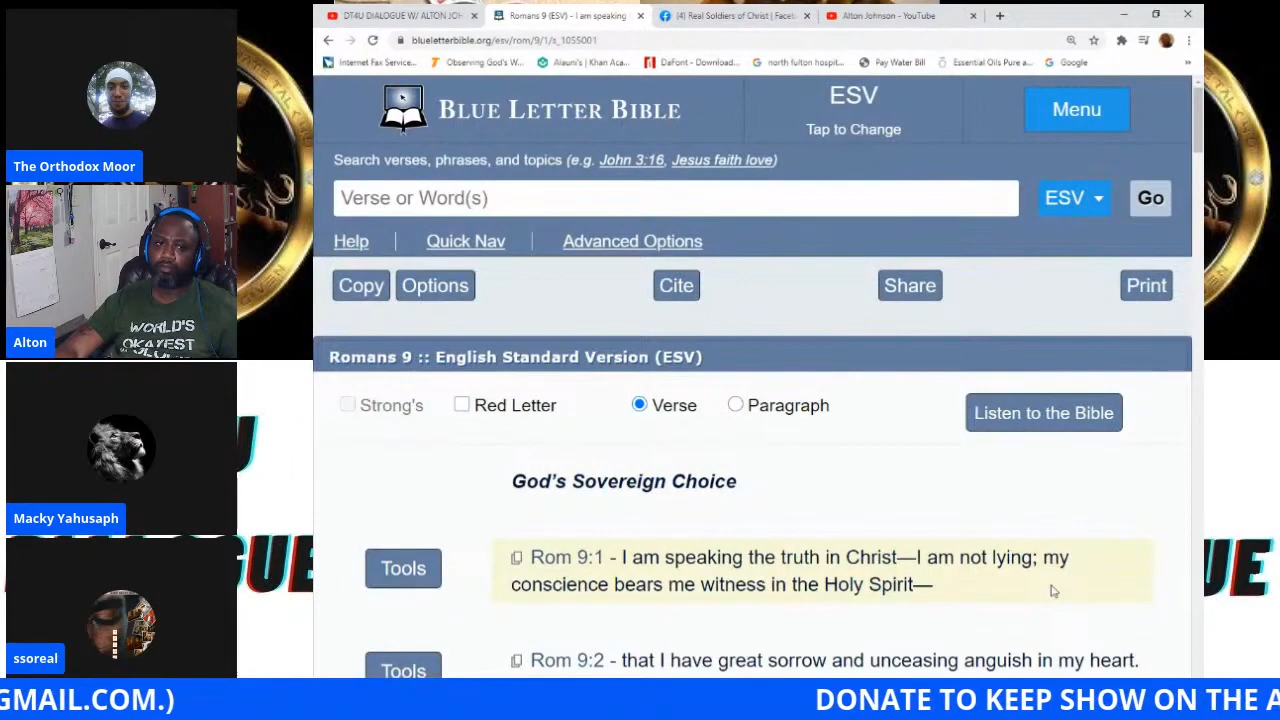 DT4U DIALOGUE W/ ALTON JOH
Romans 9 (ESV) - I am speaking
(4) Real Soldiers of Christ | Faceb
Alton Johnson - YouTube
blueletterbible.org/esv/rom/9/1/s_1055001
Internet Fax Service...
Observing God's W...
Khan Aca...
DaFont - Download...
north fulton hospit...
Pay Water Bill
Essential Oils Pure a...
Google
BLUE LETTER BIBLE
ESV
Tap to Change
Menu
Search verses, phrases, and topics (e.g. John 3:16, Jesus faith love)
Verse or Word(s)
ESV
Go
Help
Quick Nav
Advanced Options
Copy
Options
Cite
Share
Print
Romans 9 :: English Standard Version (ESV)
Strong's
Red Letter
Verse
Paragraph
Listen to the Bible
God's Sovereign Choice
Tools
Rom 9:1 - I am speaking the truth in Christ—I am not lying; my
conscience bears me witness in the Holy Spirit—
Tools
Rom 9:2 - that I have great sorrow and unceasing anguish in my heart.
The Orthodox Moor
WORLD'S
OKAYEST
Alton
Macky Yahusaph
ssoreal
GMAIL.COM.)
DONATE TO KEEP SHOW ON THE A
GIVEN